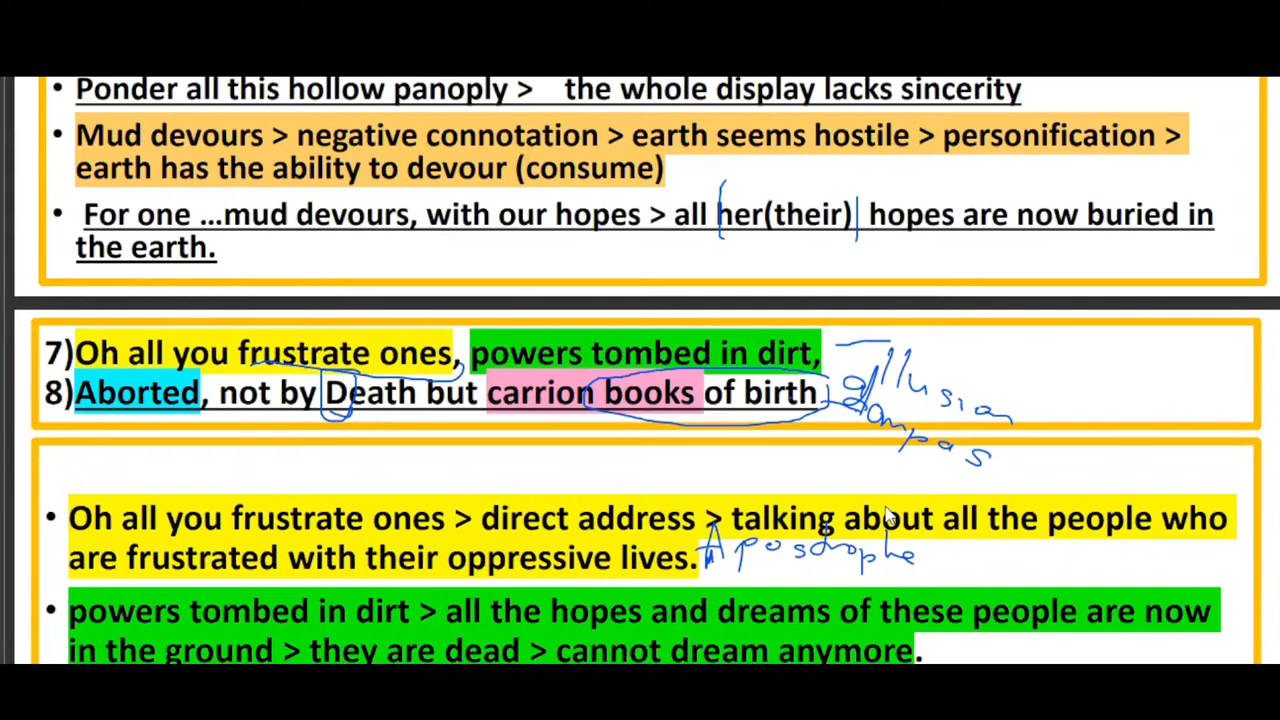 • Ponder all this hollow panoply > the whole display lacks sincerity
• Mud devours > negative connotation > earth seems hostile > personification >
earth has the ability to devour (consume)
• For one ...mud devours, with our hopes > all her(their) hopes are now buried in
the earth.
7)Oh all you frustrate ones, powers tombed in dirt,
8)Aborted, not by Death but carrion books of birth
allusion
dompas
• Oh all you frustrate ones > direct address > talking about all the people who
are frustrated with their oppressive lives.
Apostrophe
• powers tombed in dirt > all the hopes and dreams of these people are now
in the ground > they are dead > cannot dream anymore.